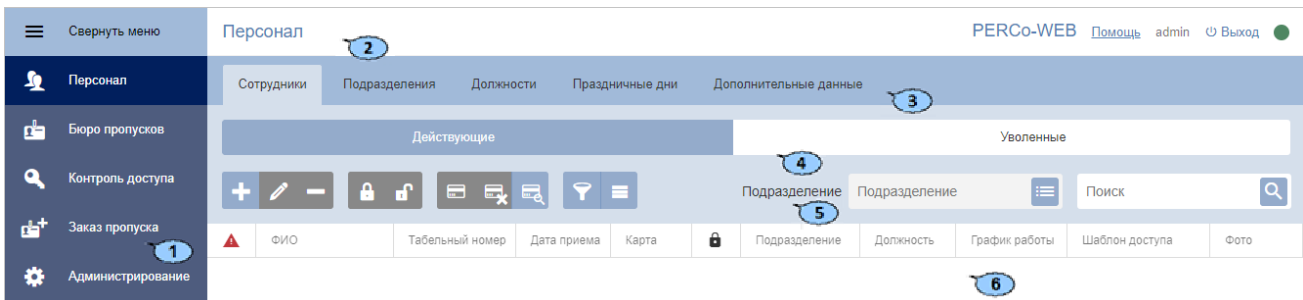 Свернуть меню
Персонал
PERCo-WEB Помощь admin Выход
2
Персонал
Сотрудники Подразделения Должности Праздничные дни Дополнительные данные
3
Бюро пропусков
Действующие Уволенные
4
Контроль доступа
Подразделение Подразделение Поиск
5
Заказ пропуска
1
ФИО Табельный номер Дата приема Карта Подразделение Должность График работы Шаблон доступа Фото
Администрирование
6